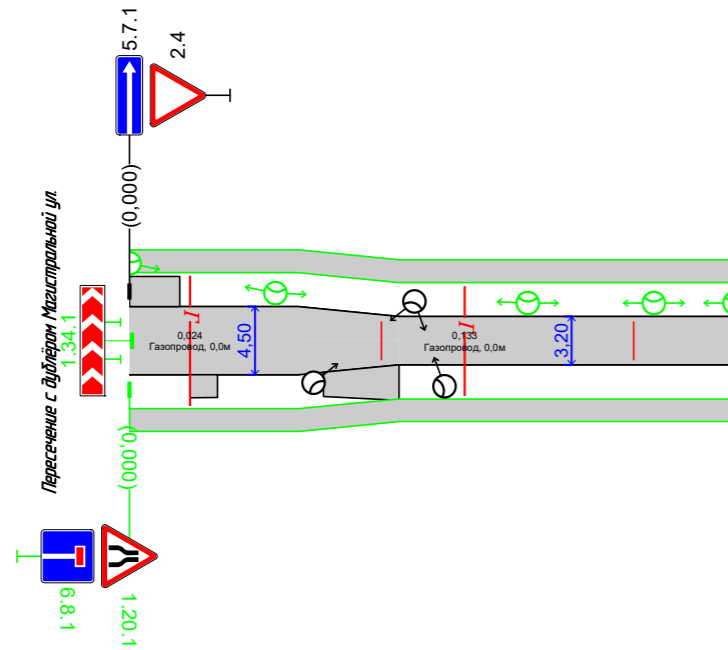 5.7.1
2.4
(0,000)
Пересечение с дублёром Магистральной ул.
1.34.1
Г
0,024
Газопровод, 0,0м
4,50
Г
0,133
Газопровод, 0,0м
3,20
(0,000)
6.8.1
1.20.1